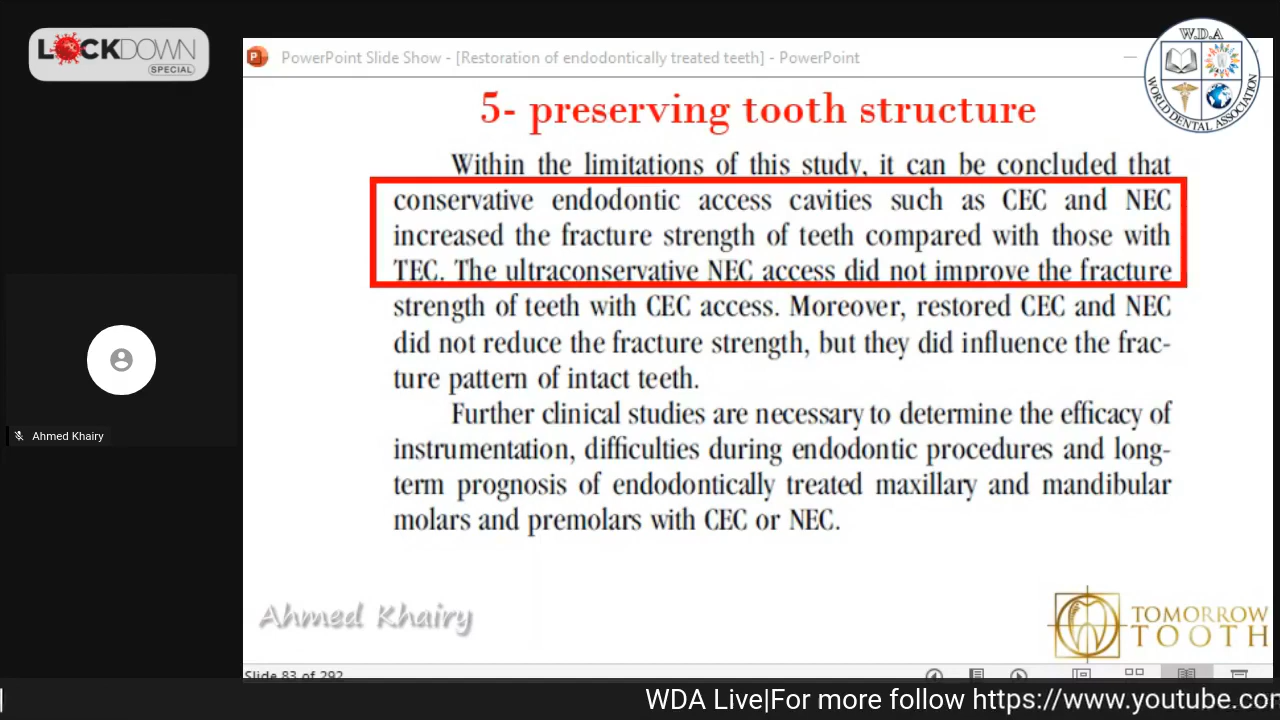 LOCKDOWN
SPECIAL
PowerPoint Slide Show - [Restoration of endodontically treated teeth] - PowerPoint
W.D.A
WORLD DENTAL ASSOCIATION
5- preserving tooth structure
Within the limitations of this study, it can be concluded that
conservative endodontic access cavities such as CEC and NEC
increased the fracture strength of teeth compared with those with
TEC. The ultraconservative NEC access did not improve the fracture
strength of teeth with CEC access. Moreover, restored CEC and NEC
did not reduce the fracture strength, but they did influence the frac-
ture pattern of intact teeth.
Further clinical studies are necessary to determine the efficacy of
instrumentation, difficulties during endodontic procedures and long-
term prognosis of endodontically treated maxillary and mandibular
molars and premolars with CEC or NEC.
Ahmed Khairy
Ahmed Khairy
TOMORROW
TOOTH
Slide 83 of 292
WDA Live|For more follow https://www.youtube.co